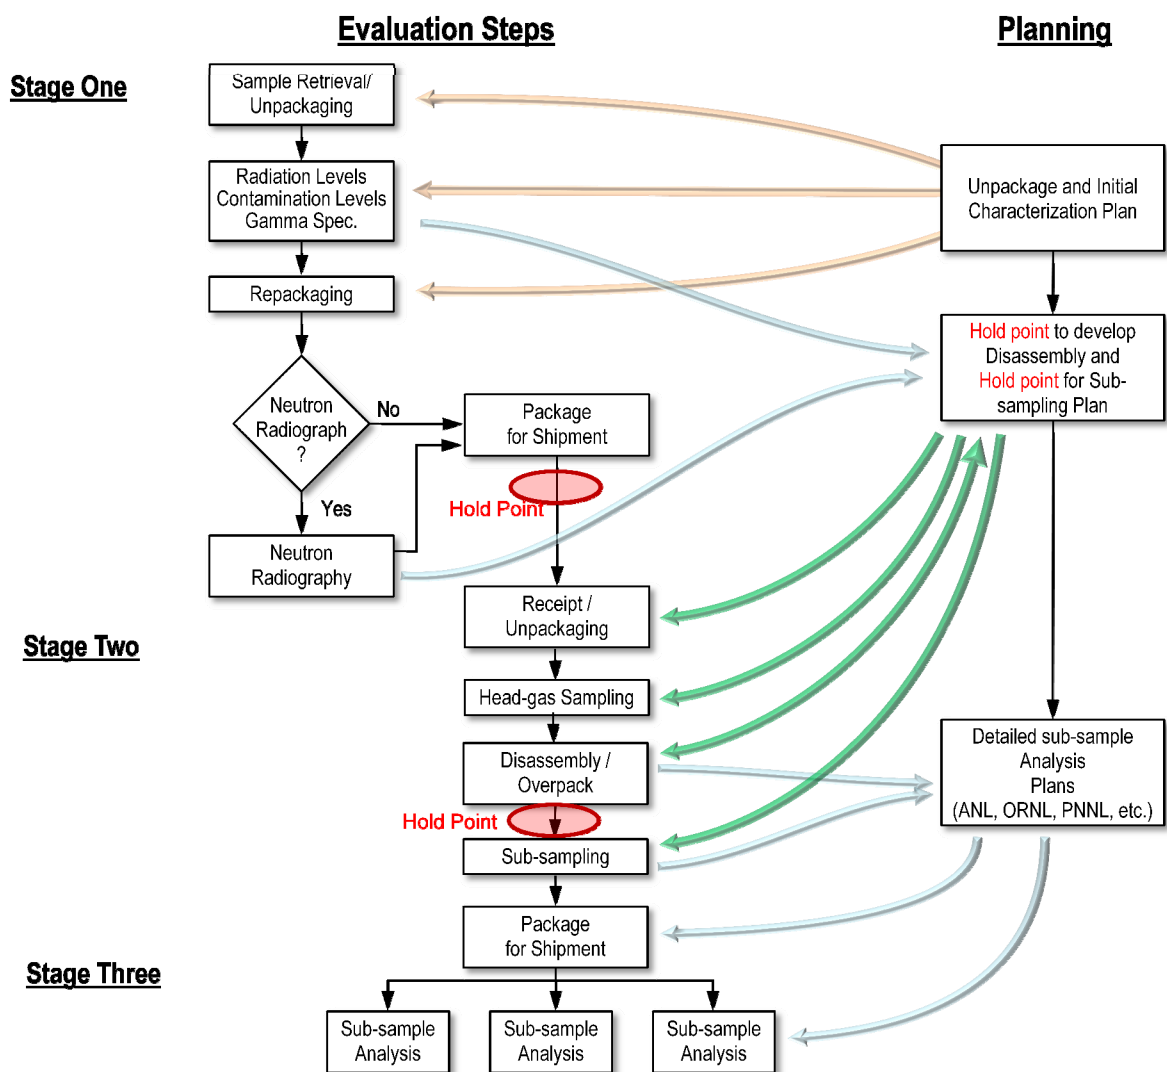 Evaluation Steps
Planning
Stage One
Sample Retrieval/
Unpackaging
Radiation Levels
Contamination Levels
Gamma Spec.
Unpackage and Initial
Characterization Plan
Repackaging
Hold point to develop
Disassembly and
Hold point for Sub-
sampling Plan
Neutron
Radiograph
?
No
Package
for Shipment
Yes
Hold Point
Neutron
Radiography
Receipt /
Unpackaging
Stage Two
Head-gas Sampling
Disassembly /
Overpack
Detailed sub-sample
Analysis
Plans
(ANL, ORNL, PNNL, etc.)
Hold Point
Sub-sampling
Package
for Shipment
Stage Three
Sub-sample
Analysis
Sub-sample
Analysis
Sub-sample
Analysis